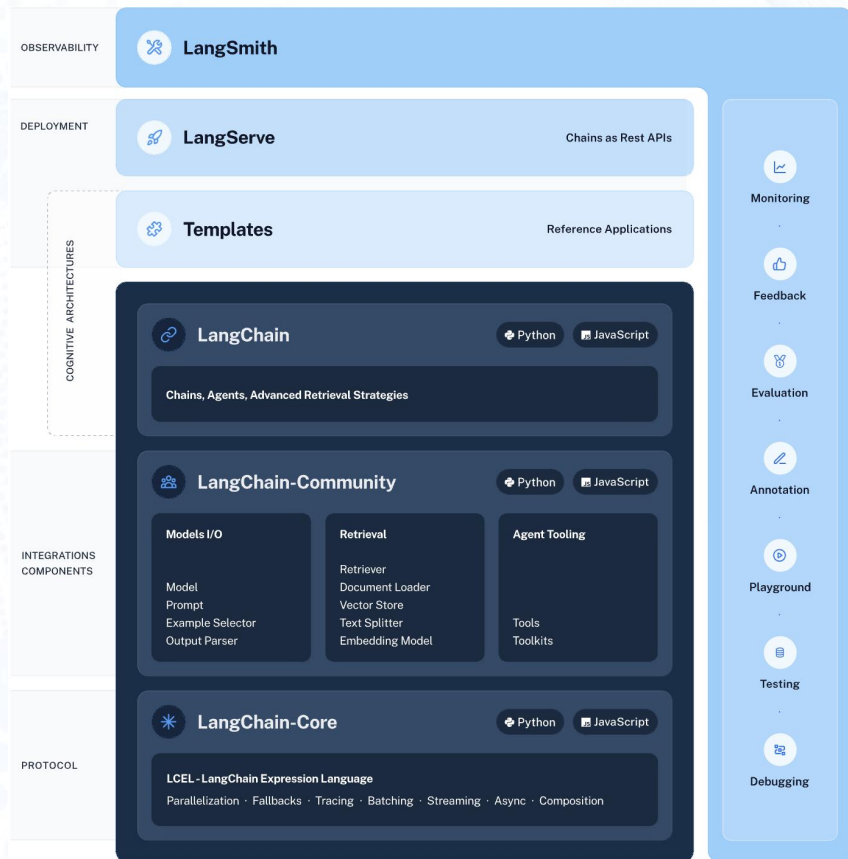 OBSERVABILITY
LangSmith
DEPLOYMENT
LangServe
Chains as Rest APIs
Templates
Reference Applications
COGNITIVE ARCHITECTURES
LangChain
Python
JavaScript
Chains, Agents, Advanced Retrieval Strategies
INTEGRATIONS
COMPONENTS
LangChain-Community
Python
JavaScript
Models I/O
Model
Prompt
Example Selector
Output Parser
Retrieval
Retriever
Document Loader
Vector Store
Text Splitter
Embedding Model
Agent Tooling
Tools
Toolkits
PROTOCOL
LangChain-Core
Python
JavaScript
LCEL - LangChain Expression Language
Parallelization · Fallbacks · Tracing · Batching · Streaming · Async · Composition
Monitoring
Feedback
Evaluation
Annotation
Playground
Testing
Debugging